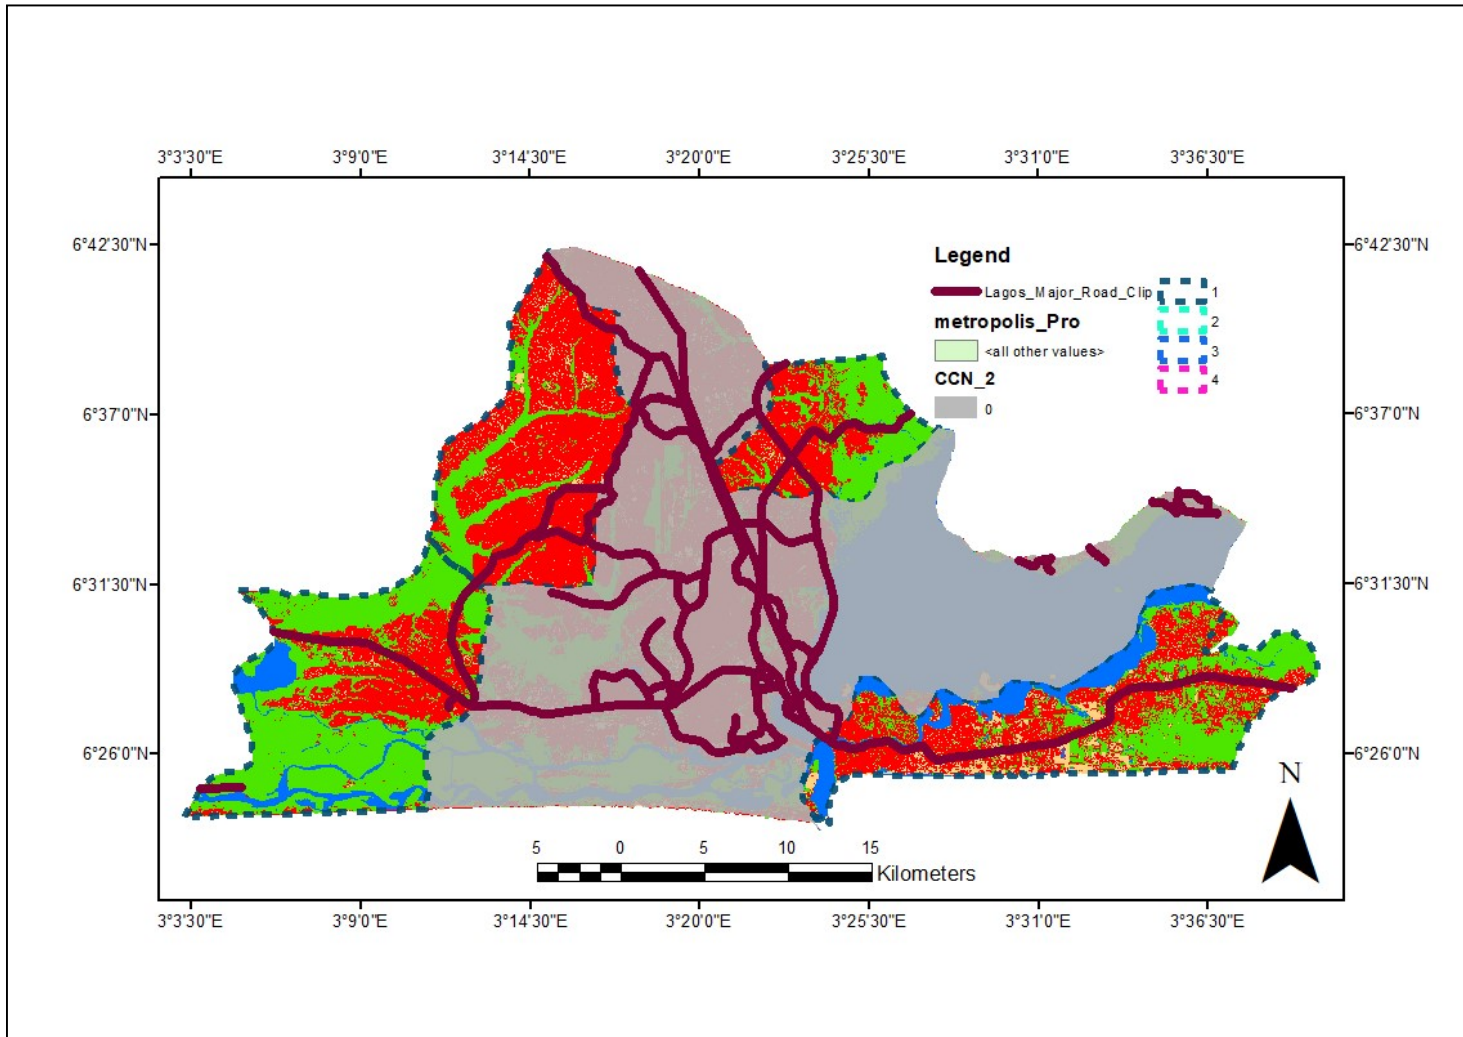 3°3'30"E 3°9'0"E 3°14'30"E 3°20'0"E 3°25'30"E 3°31'0"E 3°36'30"E
6°42'30"N 6°42'30"N
Legend
Lagos_Major_Road_Clip 1
metropolis_Pro 2
<all other values> 3
CCN_2 4
0
6°37'0"N 6°37'0"N
6°31'30"N 6°31'30"N
6°26'0"N 6°26'0"N
N
5 0 5 10 15
Kilometers
3°3'30"E 3°9'0"E 3°14'30"E 3°20'0"E 3°25'30"E 3°31'0"E 3°36'30"E